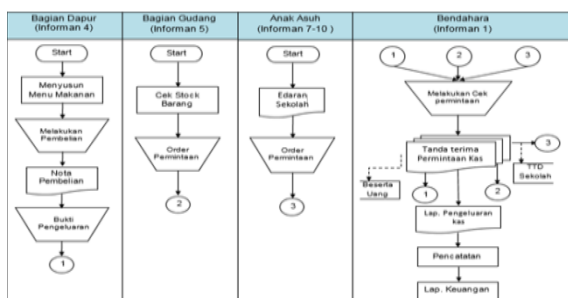 Bagian Dapur
(Informan 4)
Start
Menyusun
Menu Makanan
Melakukan
Pembelian
Nota
Pembelian
Bukti
Pengeluaran
1
Bagian Gudang
(Informan 5)
Start
Cek Stock
Barang
Order
Permintaan
2
Anak Asuh
(Informan 7-10 )
Start
Edaran
Sekolah
Order
Permintaan
3
Bendahara
(Informan 1)
1
2
3
Melakukan Cek
permintaan
Tanda terima
Permintaan Kas
3
TTD
Sekolah
Beserta
Uang
1
2
Lap. Pengeluaran
kas
Pencatatan
Lap. Keuangan